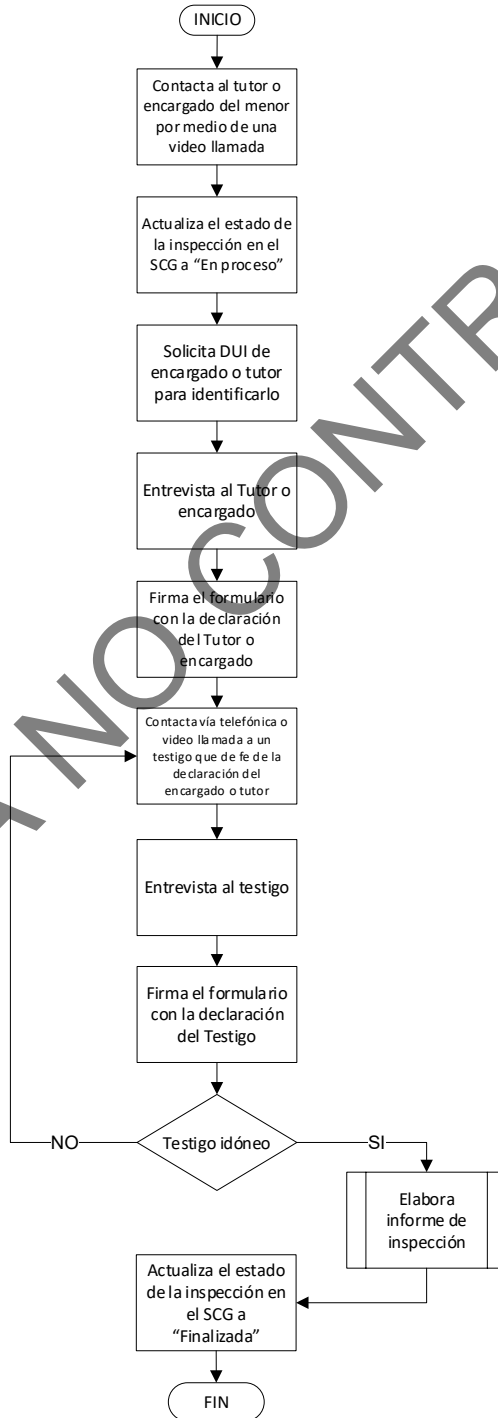 INICIO
Contacta al tutor o
encargado del menor
por medio de una
video llamada
Actualiza el estado de
la inspección en el
SCG a “En proceso”
Solicita DUI de
encargado o tutor
para identificarlo
Entrevista al Tutor o
encargado
Firma el formulario
con la declaración
del Tutor o
encargado
Contacta vía telefónica o
video llamada a un
testigo que de fe de la
declaración del
encargado o tutor
Entrevista al testigo
Firma el formulario
con la declaración
del Testigo
Testigo idóneo
NO
SI
Elabora
informe de
inspección
Actualiza el estado
de la inspección en
el SCG a
“Finalizada”
FIN
A NO CONTR